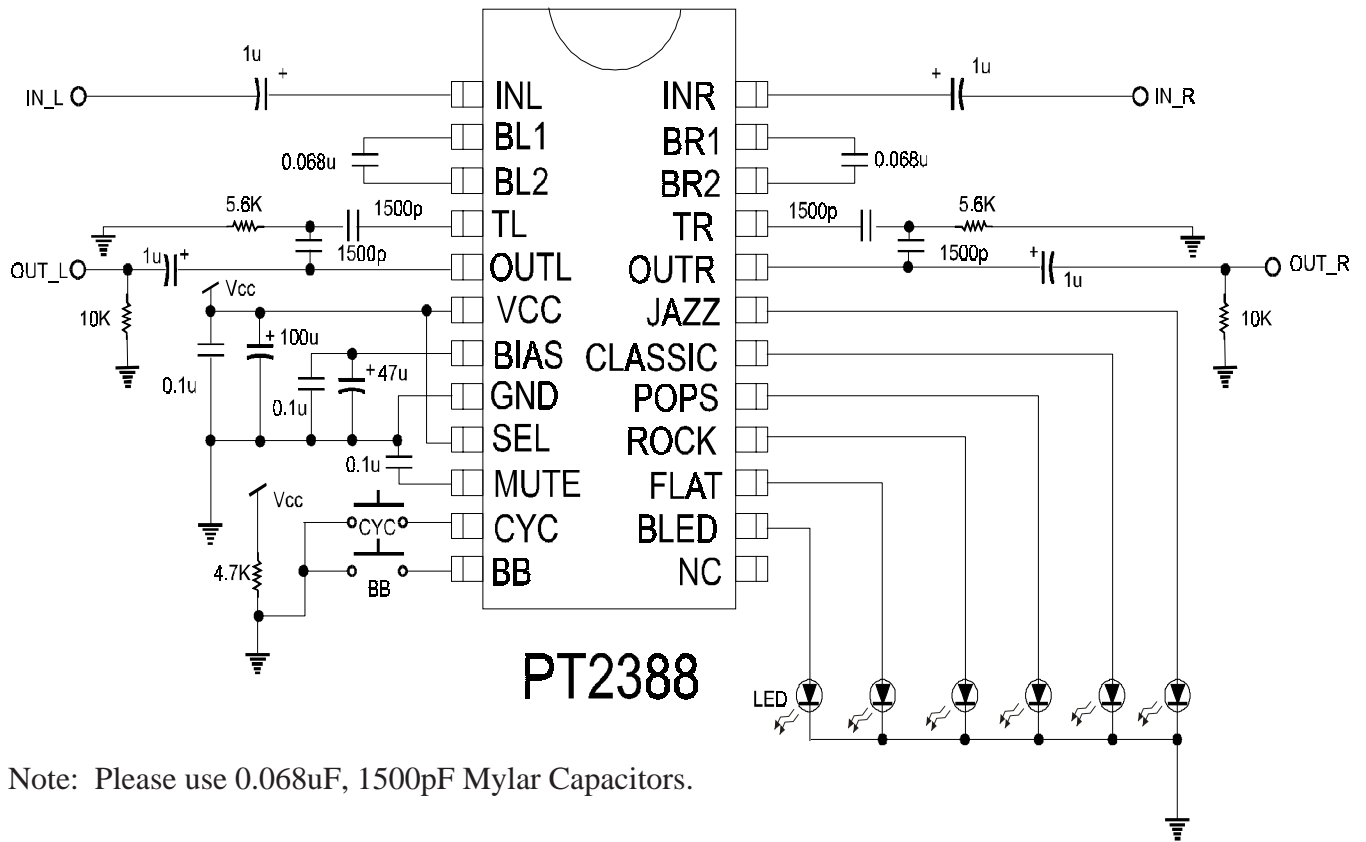 1u
1u
IN_L
INL
INR
IN_R
BL1
BR1
0.068u
0.068u
BL2
BR2
5.6K
1500p
1500p
5.6K
TL
TR
1u
1500p
1500p
OUT_L
OUTL
OUTR
1u
OUT_R
Vcc
10K
VCC
JAZZ
10K
100u
BIAS
CLASSIC
0.1u
47u
0.1u
GND
POPS
SEL
ROCK
0.1u
MUTE
FLAT
Vcc
CYC
CYC
BLED
4.7K
BB
BB
NC
PT2388
LED
Note: Please use 0.068uF, 1500pF Mylar Capacitors.